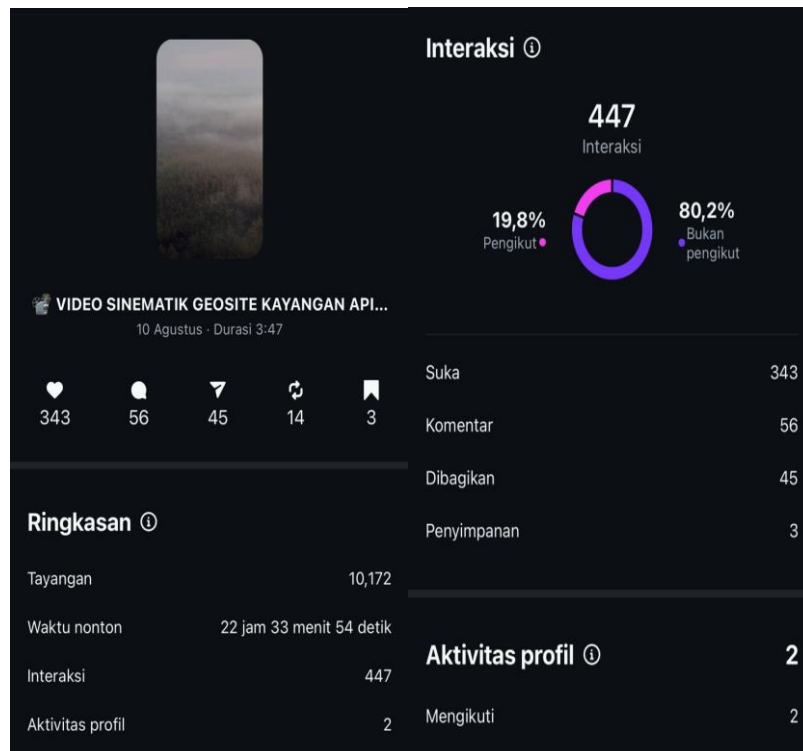 VIDEO SINEMATIK GEOSITE KAYANGAN API...
10 Agustus · Durasi 3:47
343 56 45 14 3
Ringkasan
Tayangan 10,172
Waktu nonton 22 jam 33 menit 54 detik
Interaksi 447
Aktivitas profil 2
Interaksi
447
Interaksi
19,8%
Pengikut
80,2%
Bukan
pengikut
Suka 343
Komentar 56
Dibagikan 45
Penyimpanan 3
Aktivitas profil 2
Mengikuti 2